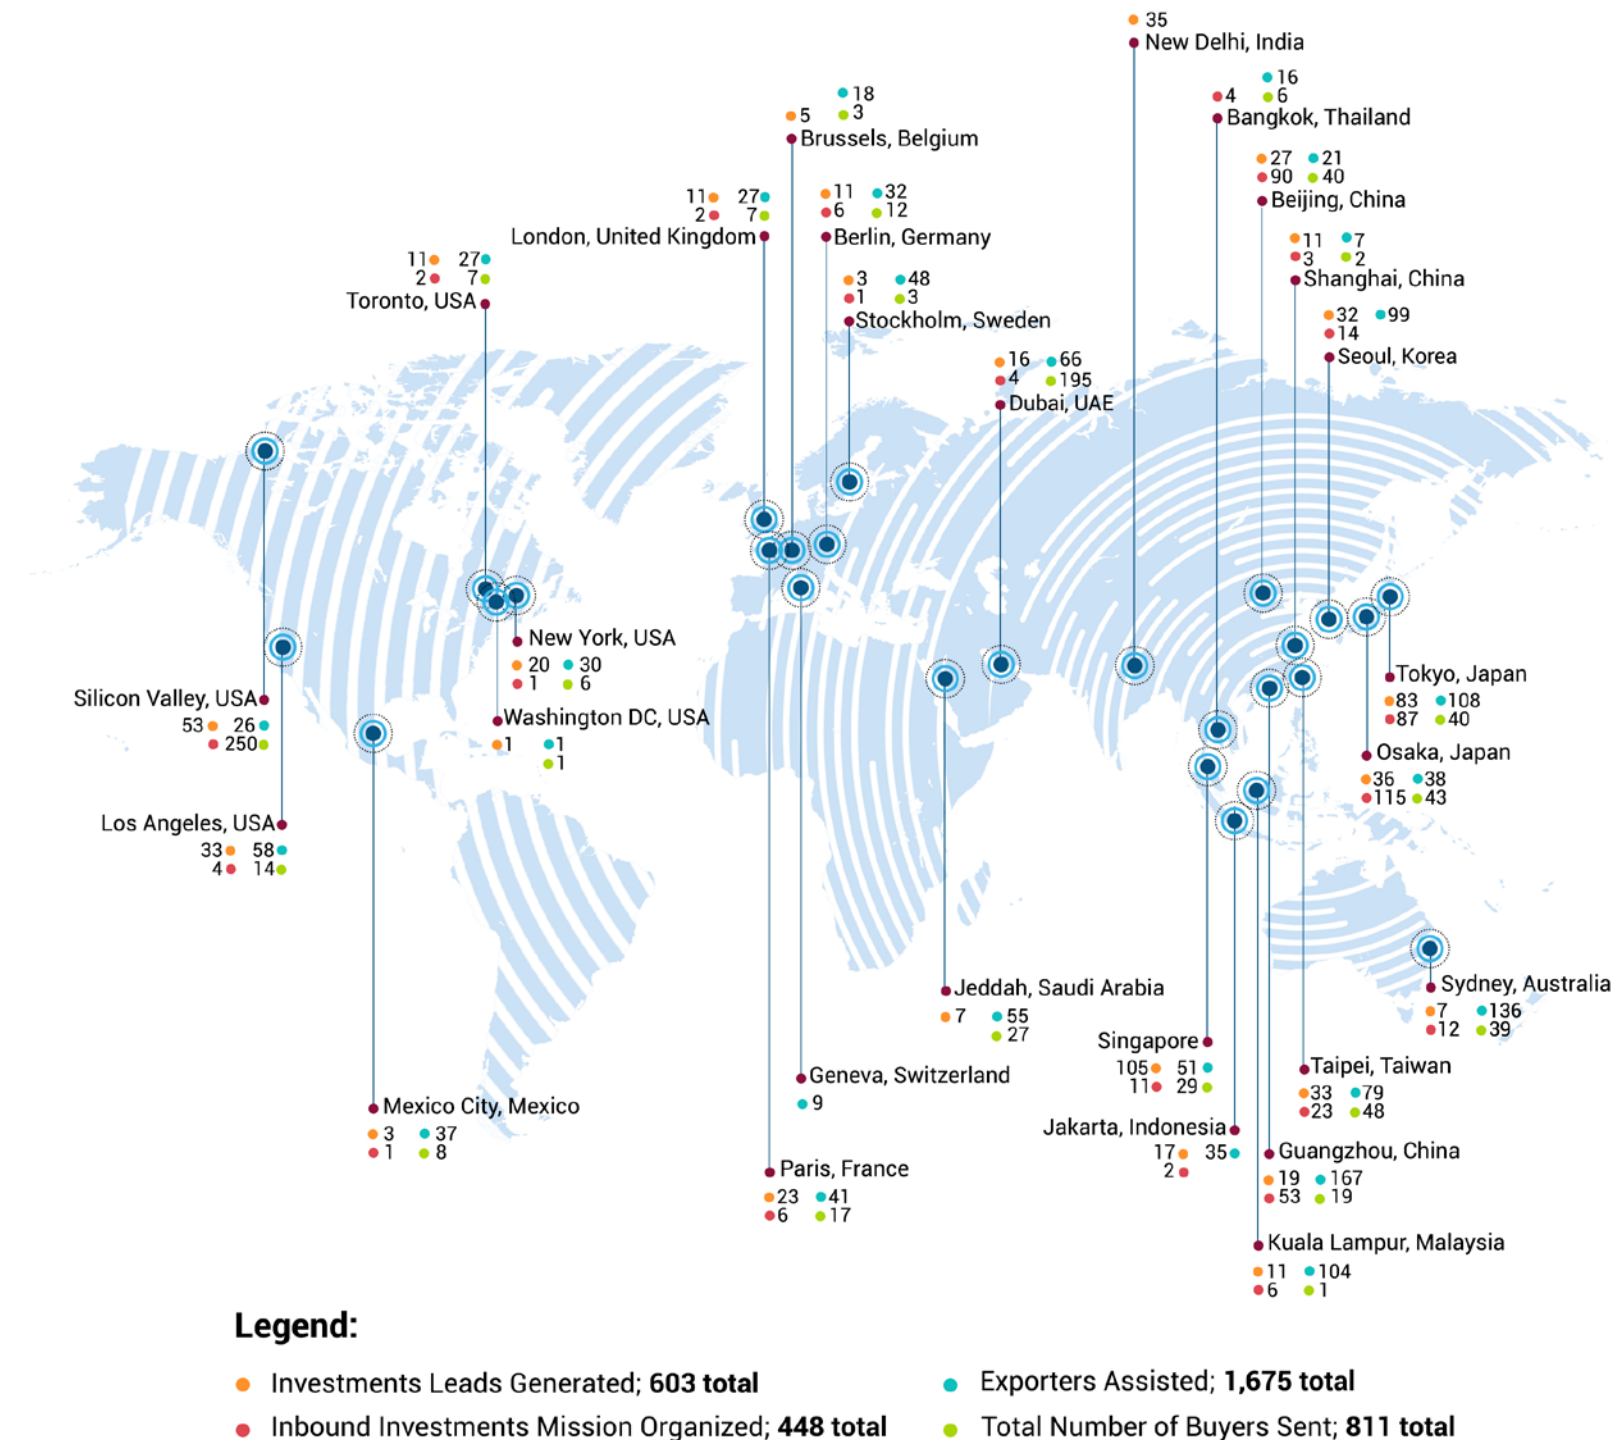 35
New Delhi, India
16
4 6
Bangkok, Thailand
18
5 3
Brussels, Belgium
27 21
90 40
Beijing, China
11 27
2 7
London, United Kingdom
11 32
6 12
Berlin, Germany
11 7
3 2
Shanghai, China
11 27
2 7
Toronto, USA
3 48
1 3
Stockholm, Sweden
32 99
14
Seoul, Korea
16 66
4 195
Dubai, UAE
New York, USA
20 30
1 6
Silicon Valley, USA
53 26
250
Washington DC, USA
1 1
1
Tokyo, Japan
83 108
87 40
Osaka, Japan
36 38
115 43
Los Angeles, USA
33 58
4 14
Jeddah, Saudi Arabia
7 55
27
Sydney, Australia
7 136
12 39
Singapore
105 51
11 29
Geneva, Switzerland
9
Taipei, Taiwan
33 79
23 48
Mexico City, Mexico
3 37
1 8
Jakarta, Indonesia
17 35
2
Paris, France
23 41
6 17
Guangzhou, China
19 167
53 19
Kuala Lampur, Malaysia
11 104
6 1
Legend:
Investments Leads Generated; 603 total
Exporters Assisted; 1,675 total
Inbound Investments Mission Organized; 448 total
Total Number of Buyers Sent; 811 total